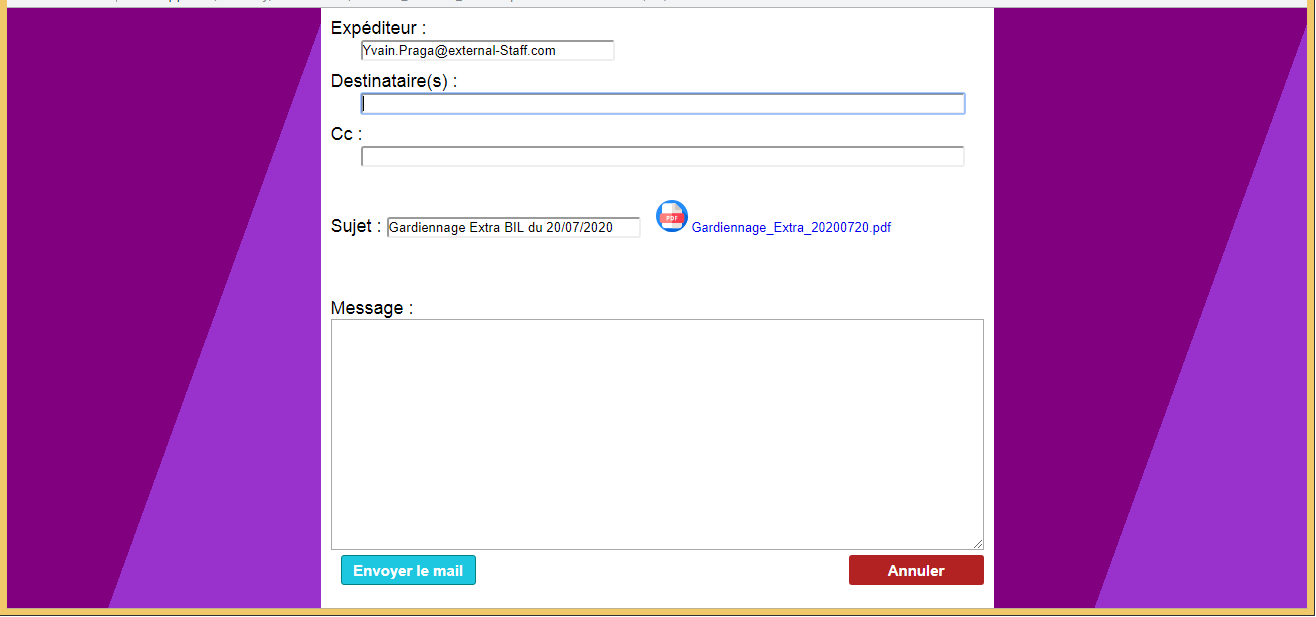 Expéditeur :
Yvain.Praga@external-Staff.com
Destinataire(s) :
Cc :
Sujet : Gardiennage Extra BIL du 20/07/2020 PDF Gardiennage_Extra_20200720.pdf
Message :
Envoyer le mail Annuler